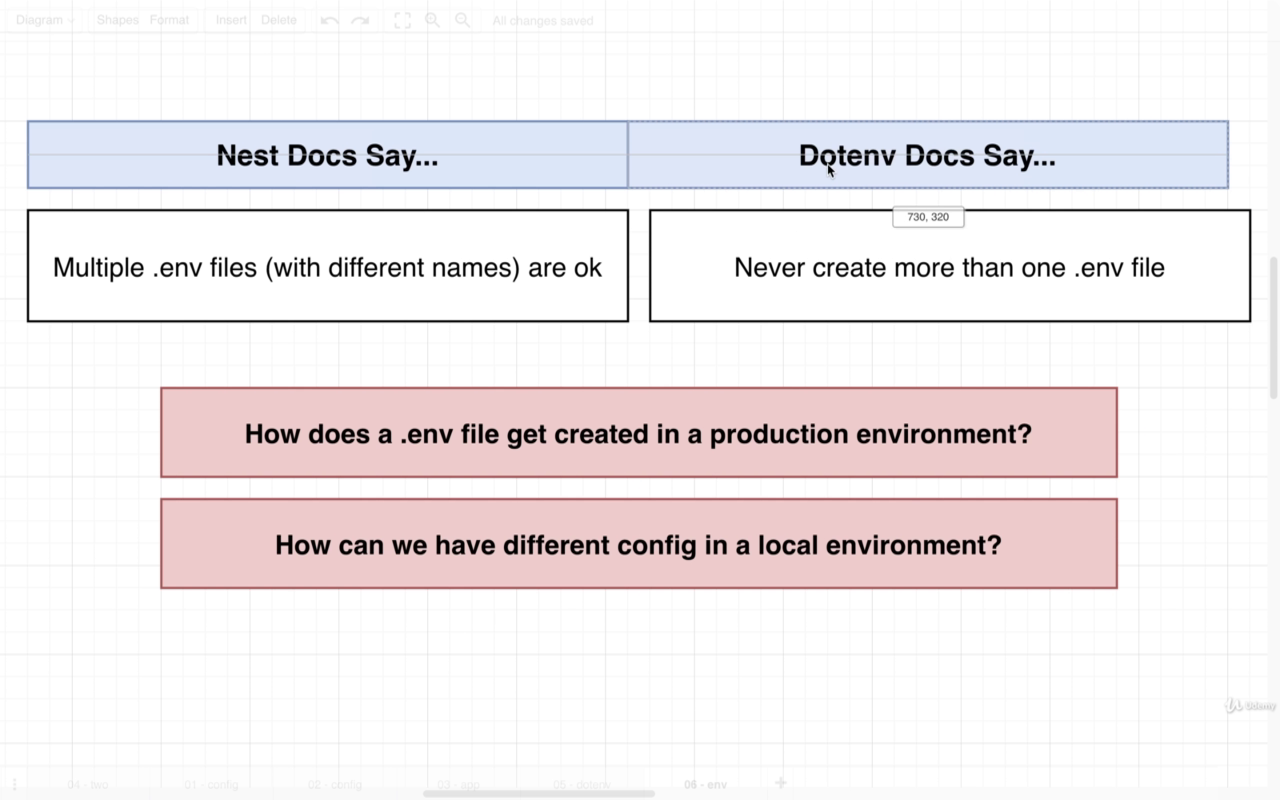 Diagram Shapes Format Insert Delete All changes saved
Nest Docs Say... Dotenv Docs Say...
730, 320
Multiple .env files (with different names) are ok Never create more than one .env file
How does a .env file get created in a production environment?
How can we have different config in a local environment?
Udemy
04 - two 01 - config 02 - config 03 - app 05 - dotenv 06 - env